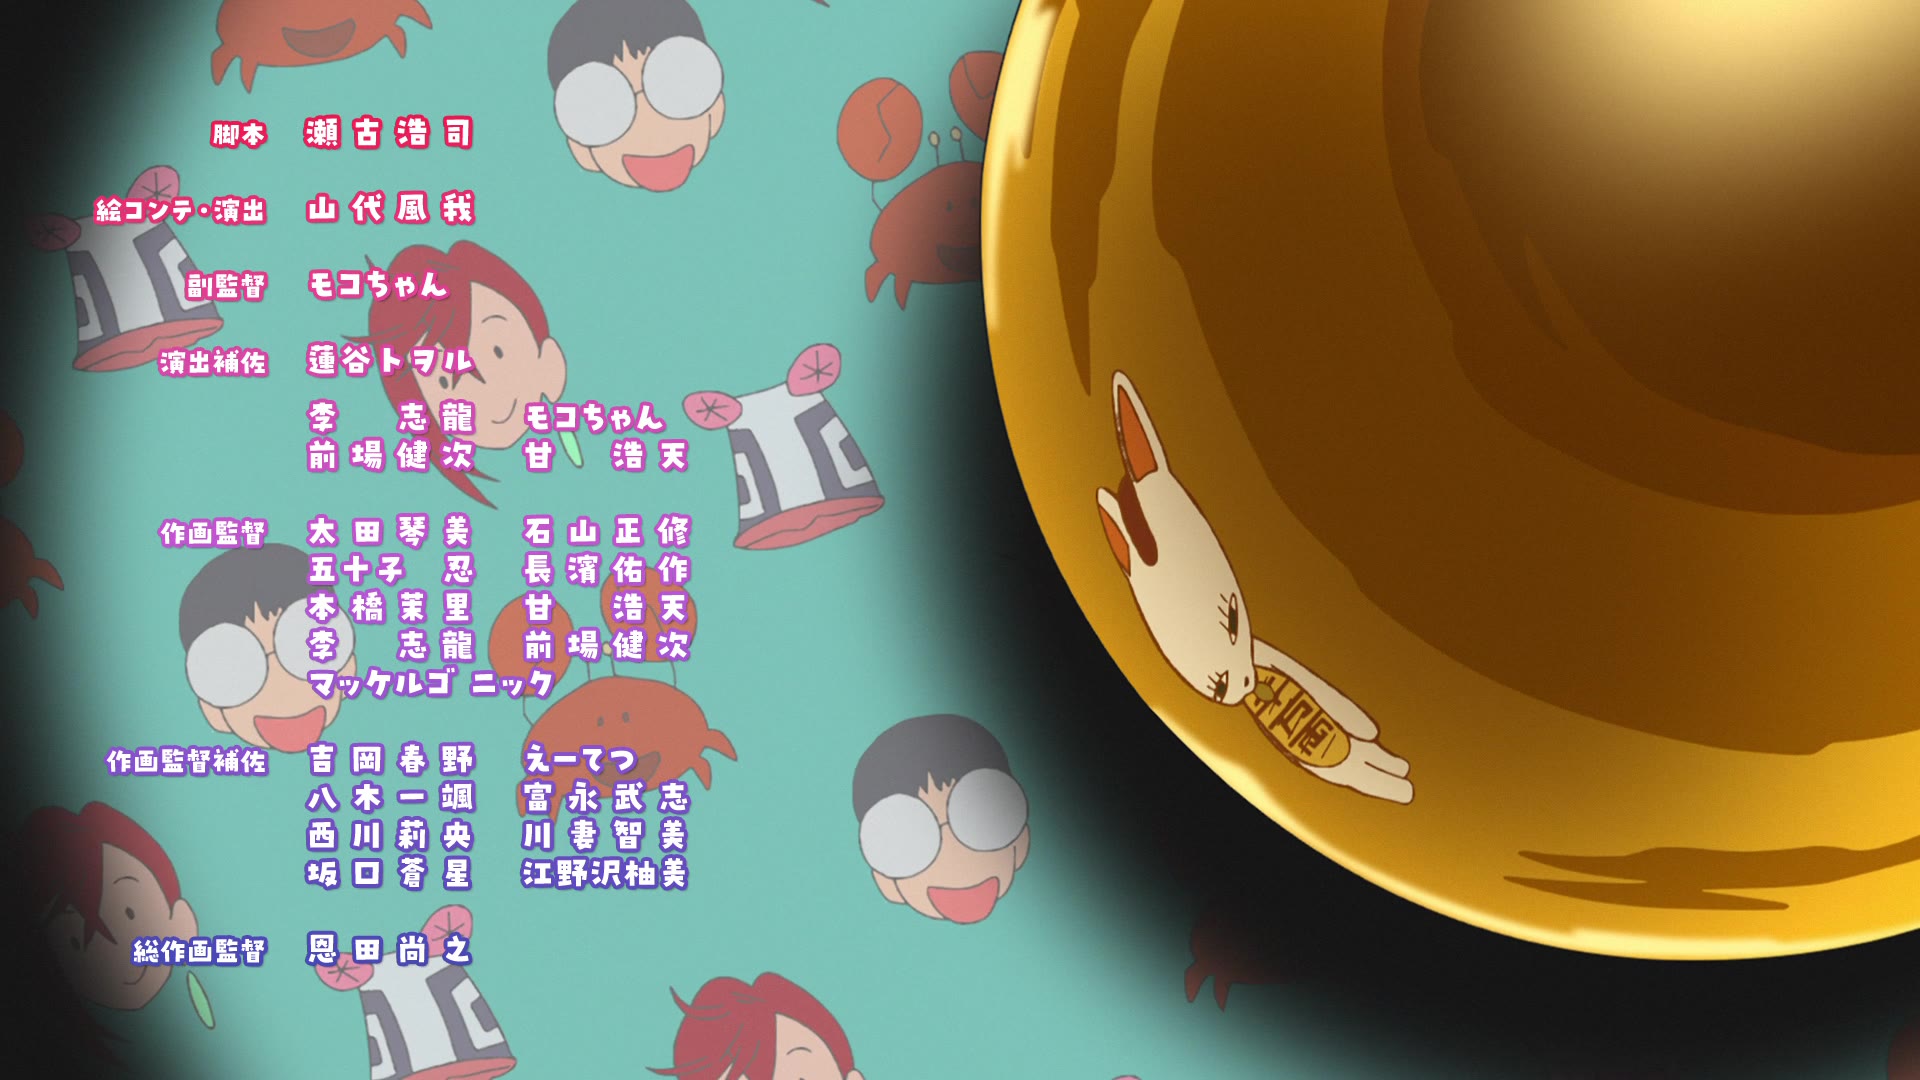 脚本 瀬古浩司
絵コンテ・演出 山代風我
副監督 モコちゃん
演出補佐 蓮谷トヲル
李 志龍 モコちゃん
前場健次 甘 浩天
作画監督 太田琴美 石山正修
五十子 忍 長濱佑作
本橋茉里 甘 浩天
李 志龍 前場健次
マッケルゴ ニック
作画監督補佐 吉岡春野 えーてつ
八木一颯 富永武志
西川莉央 川妻智美
坂口蒼星 江野沢柚美
総作画監督 恩田尚之